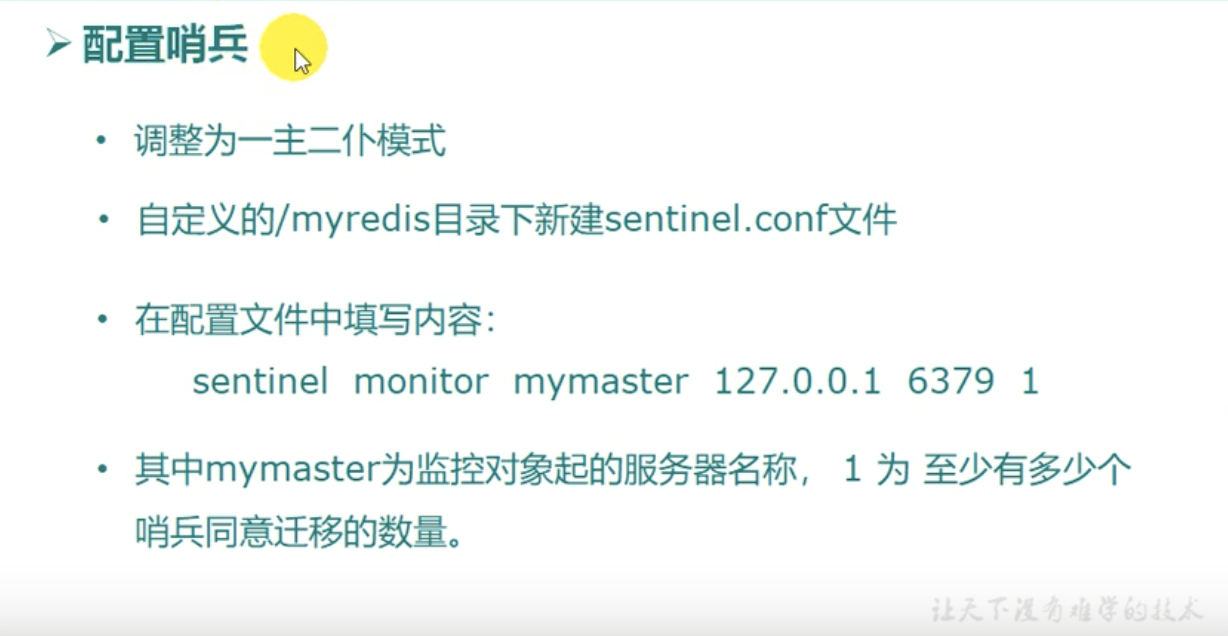 ➢ 配置哨兵
• 调整为一主二仆模式
• 自定义的/myredis目录下新建sentinel.conf文件
• 在配置文件中填写内容：
sentinel monitor mymaster 127.0.0.1 6379 1
• 其中mymaster为监控对象起的服务器名称， 1 为 至少有多少个
哨兵同意迁移的数量。
让天下没有难学的技术